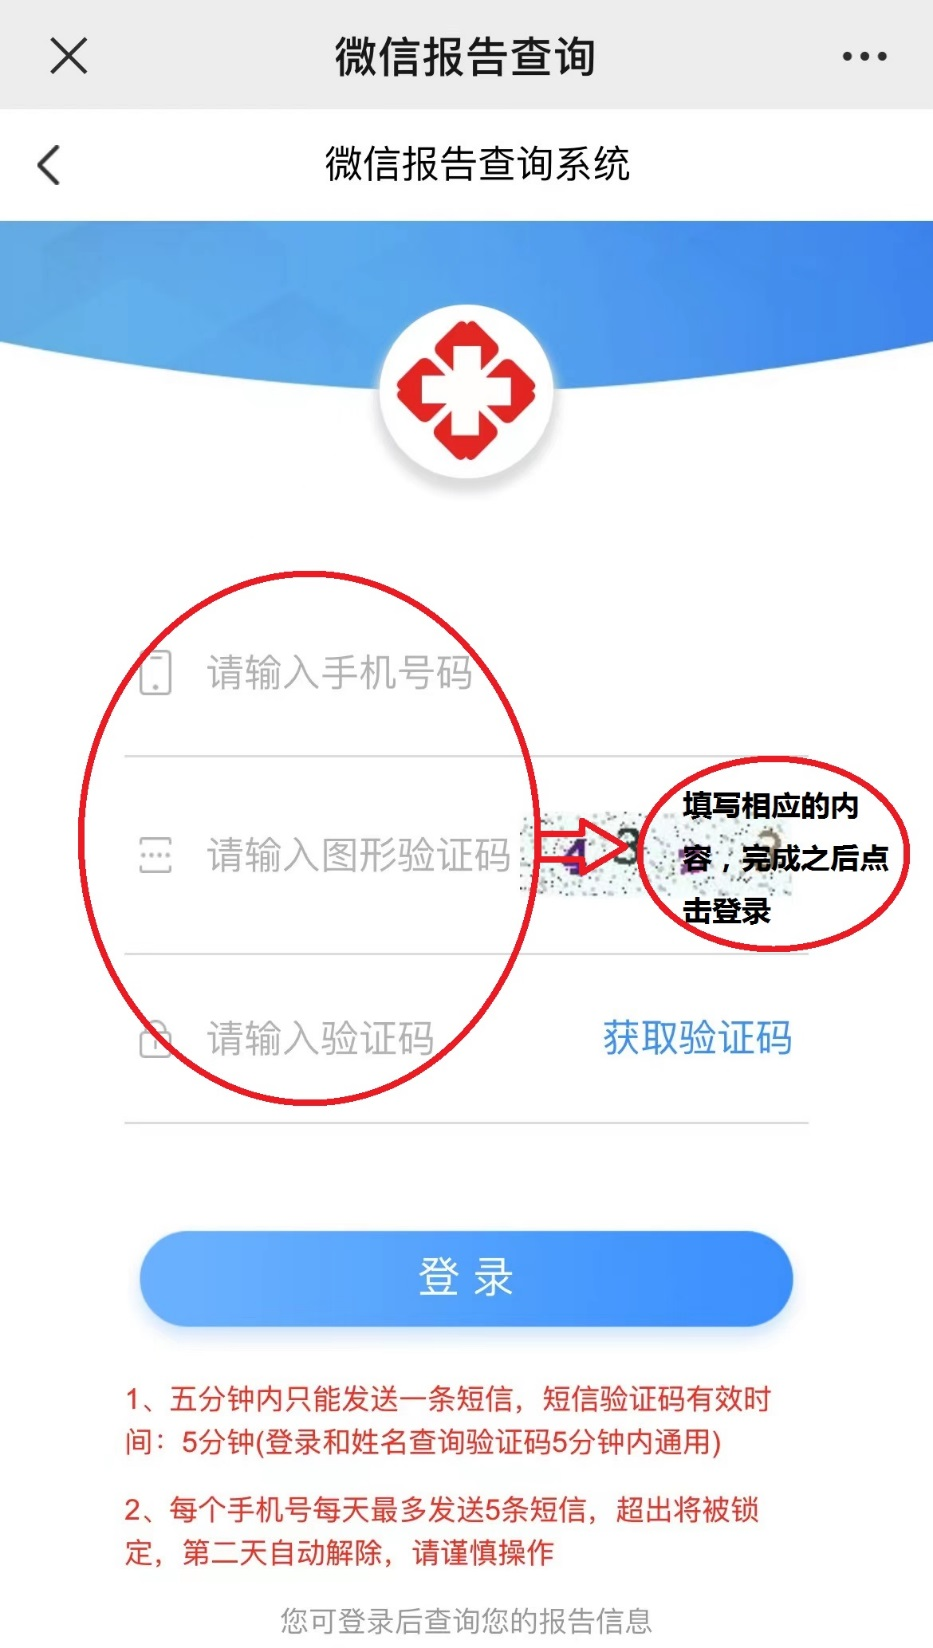 微信报告查询
微信报告查询系统
请输入手机号码
请输入图形验证码
4 3
填写相应的内
容，完成之后点
击登录
请输入验证码
获取验证码
登录
1、五分钟内只能发送一条短信，短信验证码有效时
间：5分钟(登录和姓名查询验证码5分钟内通用)
2、每个手机号每天最多发送5条短信，超出将被锁
定，第二天自动解除，请谨慎操作
您可登录后查询您的报告信息